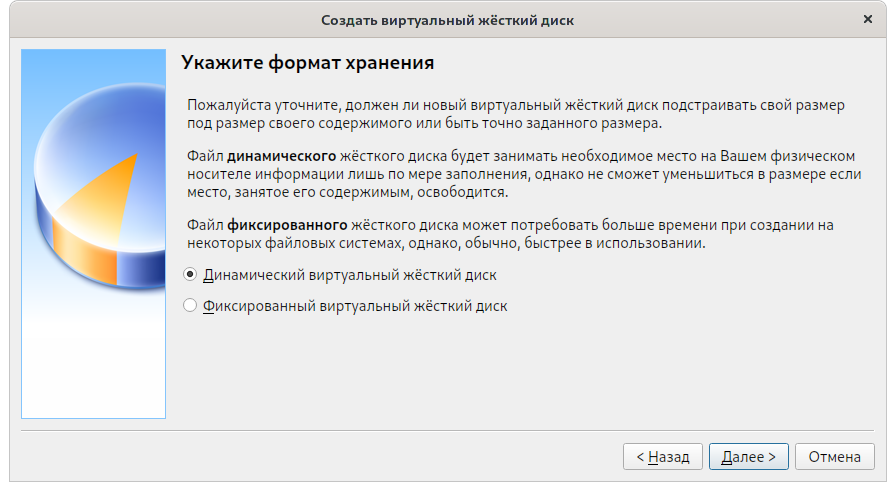 Создать виртуальный жёсткий диск
Укажите формат хранения
Пожалуйста уточните, должен ли новый виртуальный жёсткий диск подстраивать свой размер
под размер своего содержимого или быть точно заданного размера.
Файл динамического жёсткого диска будет занимать необходимое место на Вашем физическом
носителе информации лишь по мере заполнения, однако не сможет уменьшиться в размере если
место, занятое его содержимым, освободится.
Файл фиксированного жёсткого диска может потребовать больше времени при создании на
некоторых файловых системах, однако, обычно, быстрее в использовании.
Динамический виртуальный жёсткий диск
Фиксированный виртуальный жёсткий диск
< Назад
Далее >
Отмена